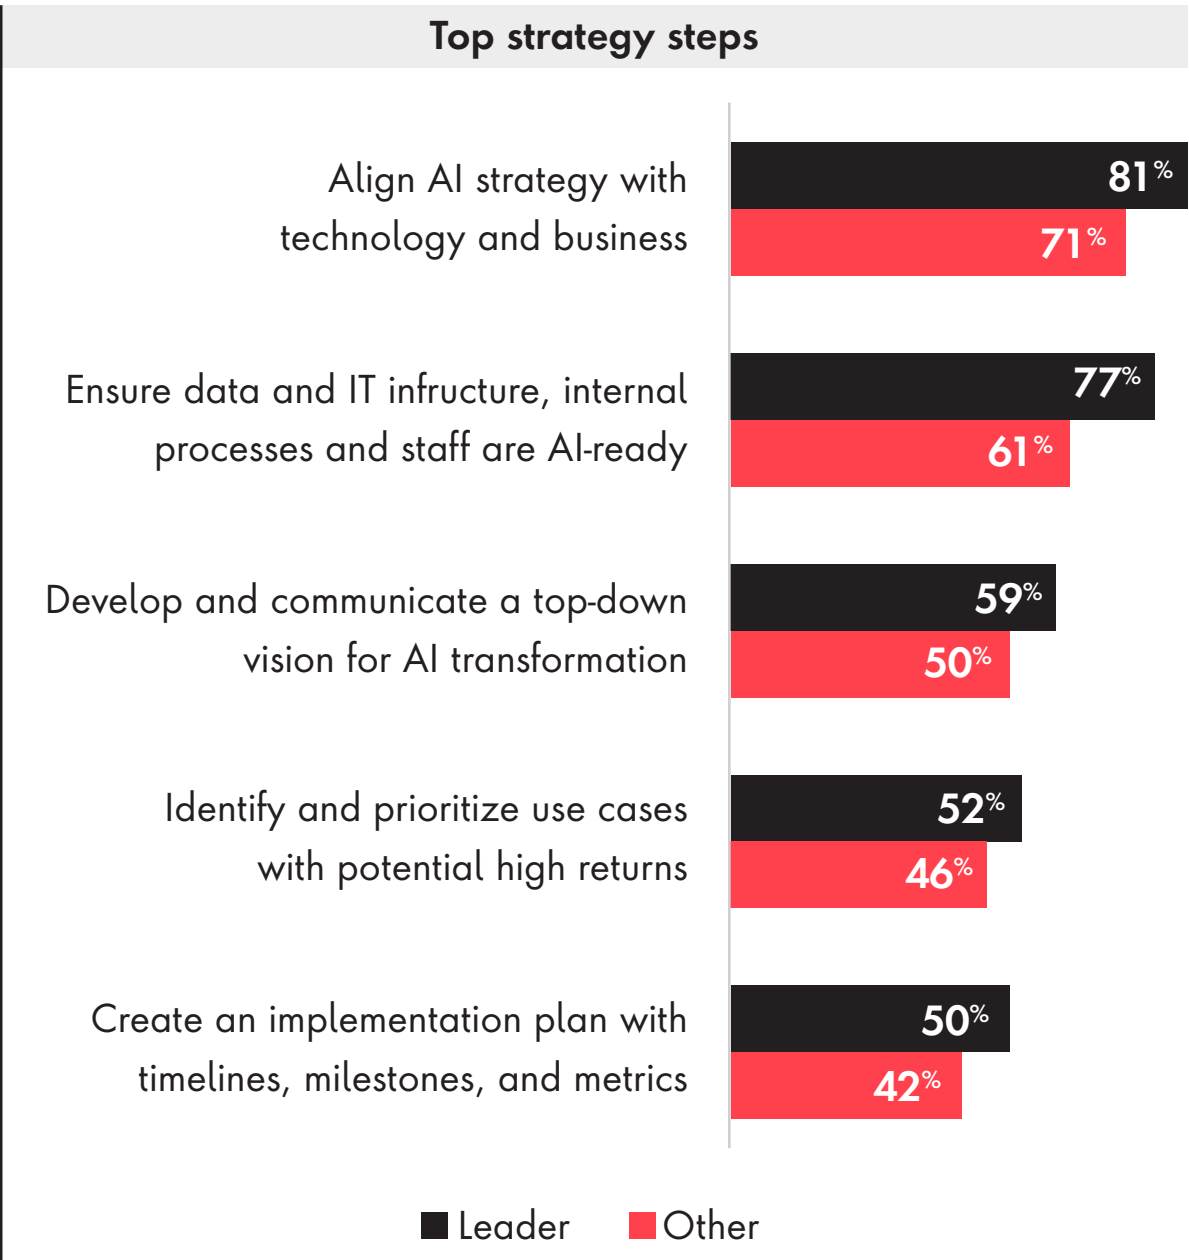 Top strategy steps
Align AI strategy with
technology and business
81%
71%
Ensure data and IT infructure, internal
processes and staff are AI-ready
77%
61%
Develop and communicate a top-down
vision for AI transformation
59%
50%
Identify and prioritize use cases
with potential high returns
52%
46%
Create an implementation plan with
timelines, milestones, and metrics
50%
42%
Leader Other